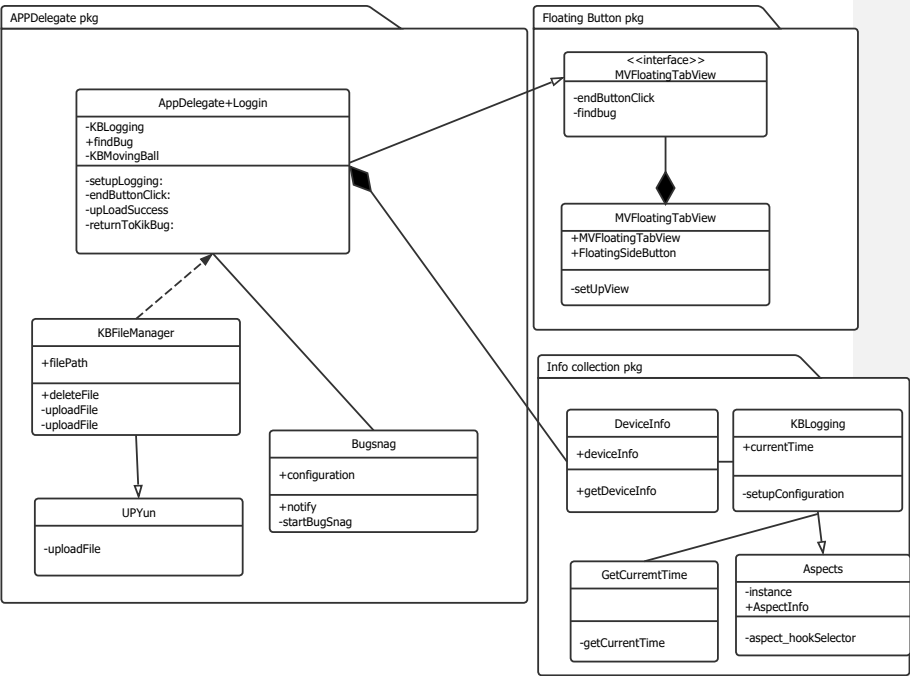 APPDelegate pkg
AppDelegate+Loggin
-KBLogging
+findBug
-KBMovingBall
-setupLogging:
-endButtonClick:
-upLoadSuccess
-returnToKikBug:
KBFileManager
+filePath
+deleteFile
-uploadFile
-uploadFile
Bugsnag
+configuration
+notify
-startBugSnag
UPYun
-uploadFile
Floating Button pkg
<<interface>>
MVFloatingTabView
-endButtonClick
-findbug
MVFloatingTabView
+MVFloatingTabView
+FloatingSideButton
-setUpView
Info collection pkg
DeviceInfo
+deviceInfo
+getDeviceInfo
KBLogging
+currentTime
-setupConfiguration
GetCurremtTime
-getCurrentTime
Aspects
-instance
+AspectInfo
-aspect_hookSelector